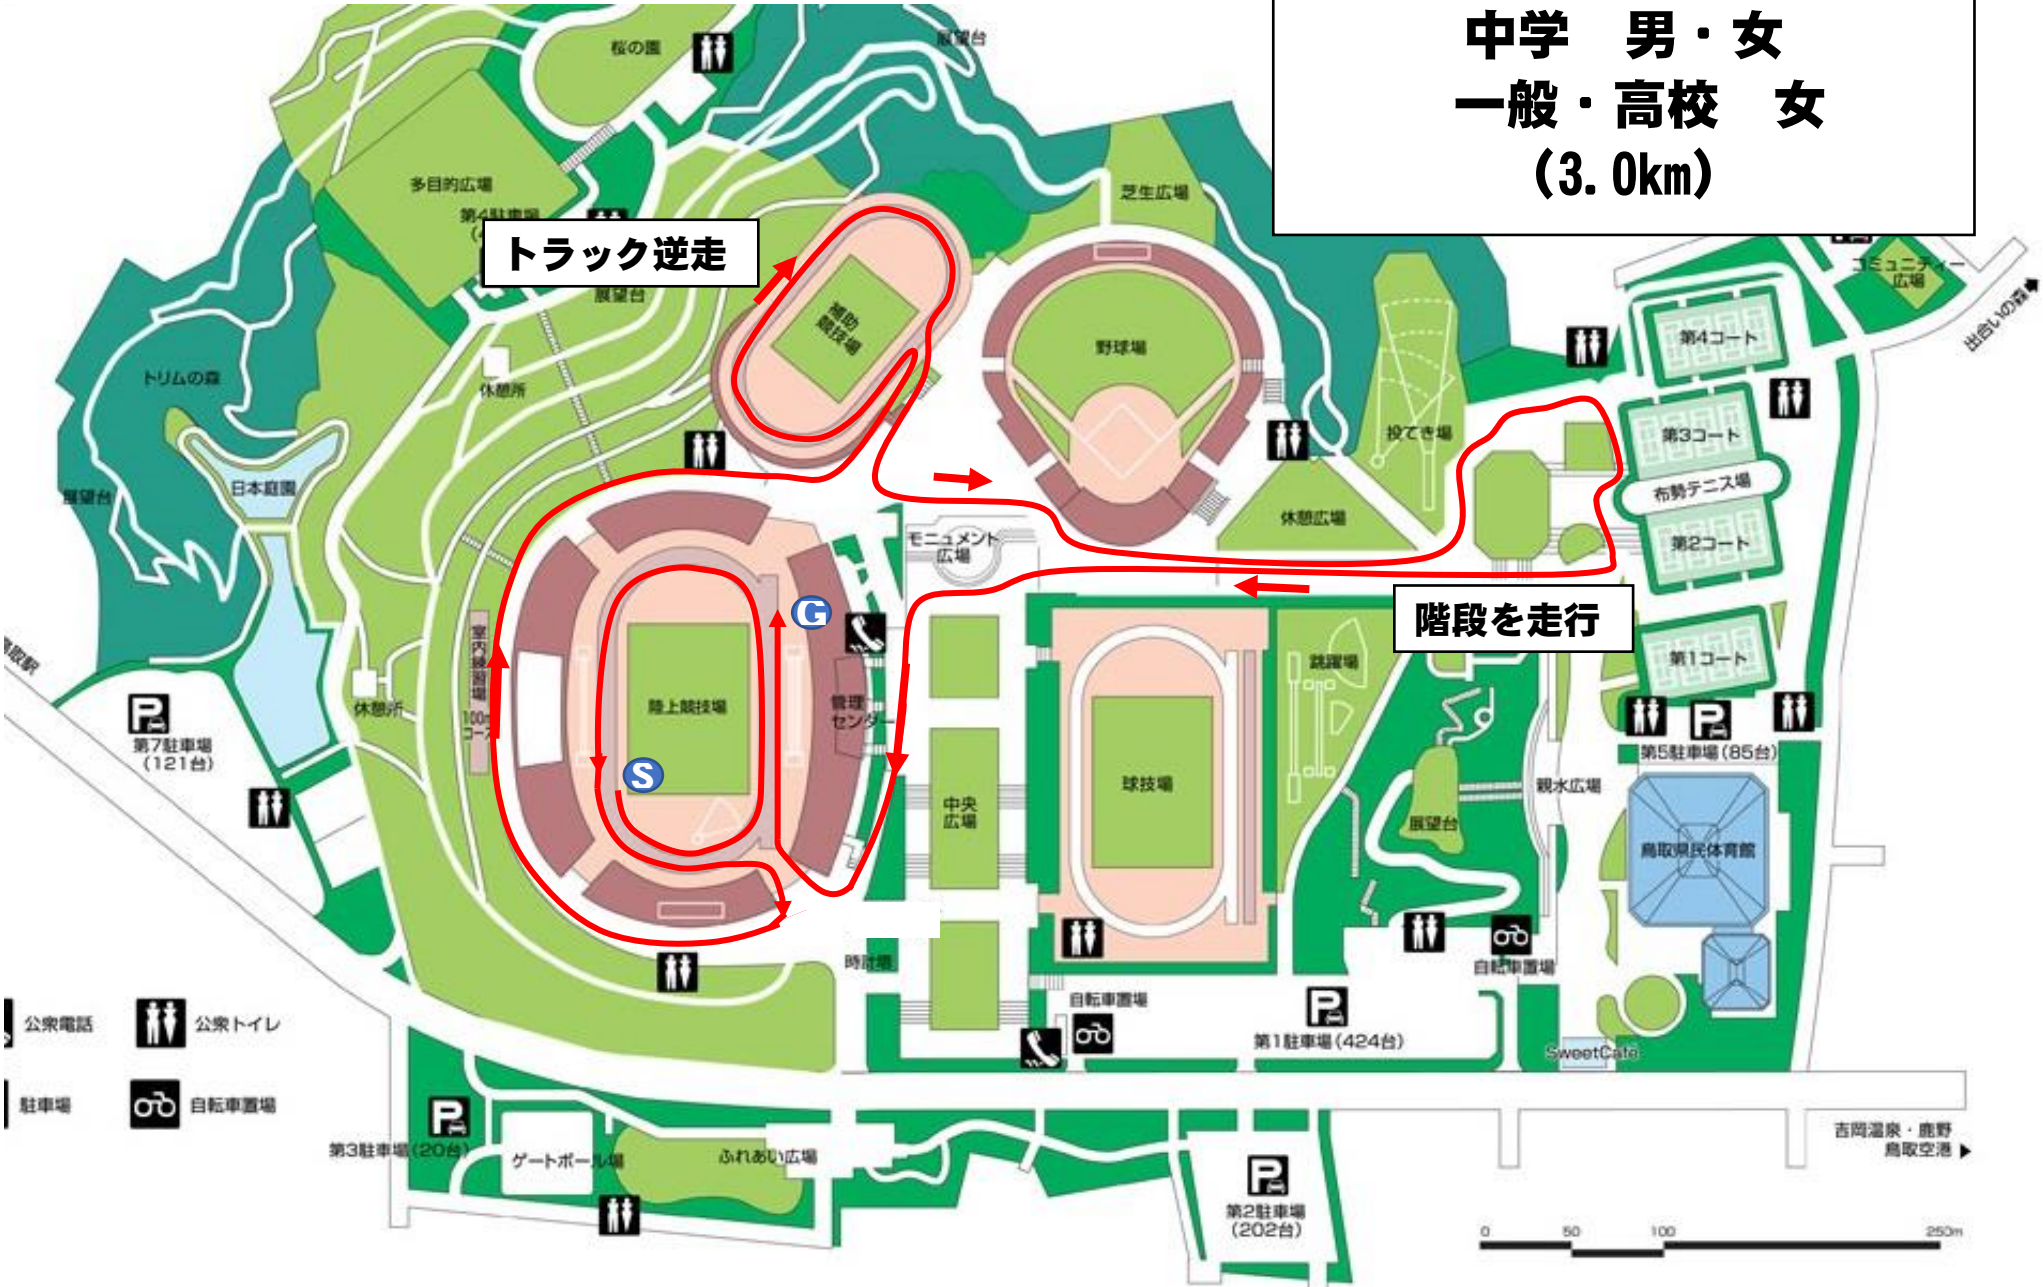 中学　男・女
一般・高校　女
(3.0km)
展望台
桜の園
多目的広場
第4駐車場
トラック逆走
展望台
芝生広場
コミュニティー
広場
出合いの森
補助
競技場
野球場
第4コート
トリムの森
休憩所
投てき場
第3コート
布勢テニス場
日本庭園
展望台
休憩広場
モニュメント
広場
第2コート
G
階段を走行
室内練習場
100m
コース
跳躍場
第1コート
休憩所
陸上競技場
管理
センター
第7駐車場
(121台)
S
第5駐車場(85台)
球技場
親水広場
中央
広場
展望台
鳥取県民体育館
時計塔
自転車置場
自転車置場
公衆電話
公衆トイレ
第1駐車場(424台)
SweetCafe
駐車場
自転車置場
第3駐車場(20台)
ゲートボール場
ふれあい広場
吉岡温泉・鹿野
鳥取空港
第2駐車場
(202台)
0 50 100 250m